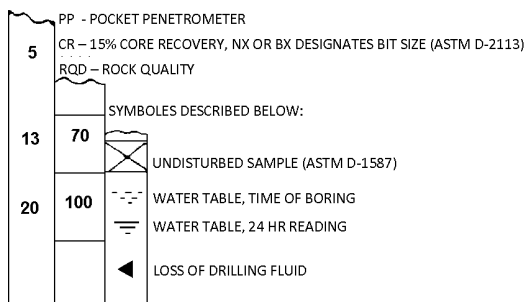 PP - POCKET PENETROMETER
5 CR – 15% CORE RECOVERY, NX OR BX DESIGNATES BIT SIZE (ASTM D-2113)
RQD – ROCK QUALITY
SYMBOLES DESCRIBED BELOW:
13 70
UNDISTURBED SAMPLE (ASTM D-1587)
20 100 WATER TABLE, TIME OF BORING
WATER TABLE, 24 HR READING
LOSS OF DRILLING FLUID